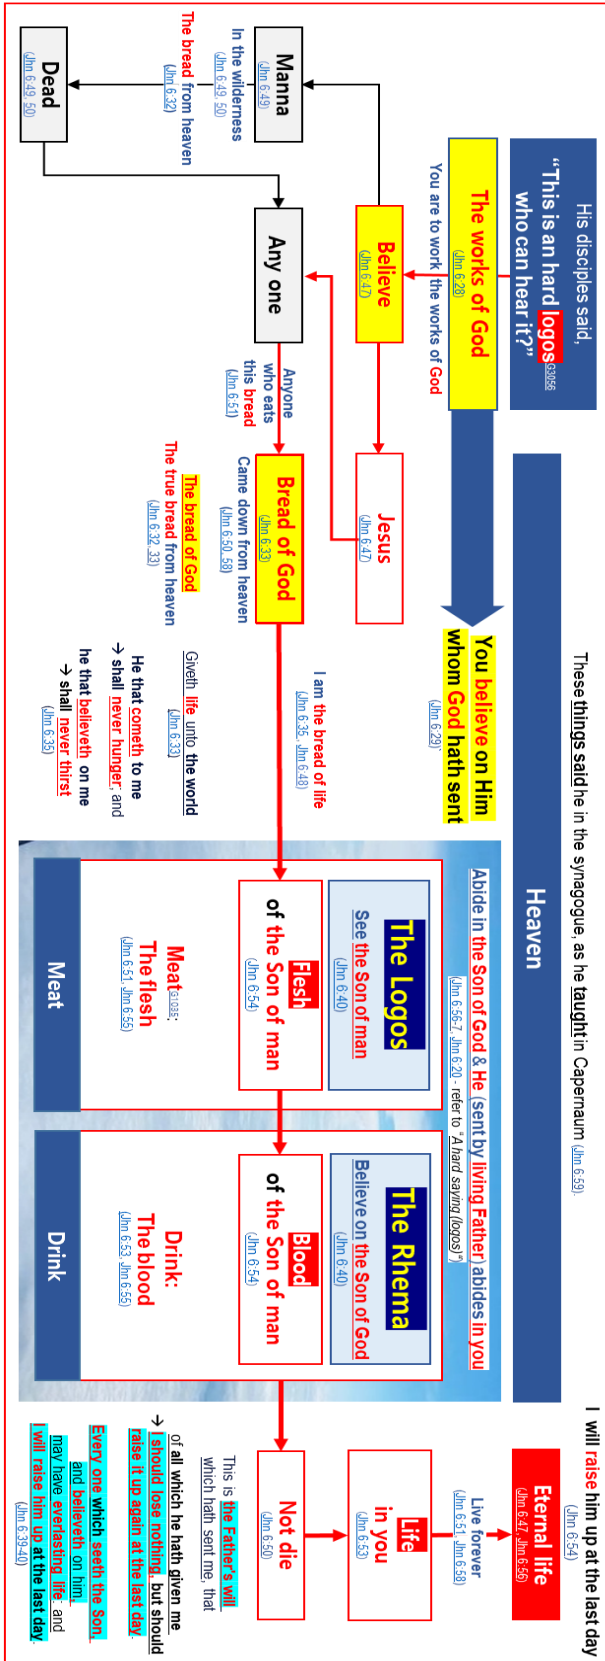 These things said he in the synagogue, as he taught in Capernaum (Jhn 6:59).
I will raise him up at the last day
(Jhn 6:54)
His disciples said,
“This is an hard logosG3056
who can hear it?”
Heaven
Eternal life
(Jhn 6:47, Jhn 6:56)
The works of God
(Jhn 6:28)
You are to work the works of God
You believe on Him
whom God hath sent
(Jhn 6:29)
Abide in the Son of God & He (sent by living Father) abides in you
(Jhn 6:56-7, Jhn 6:20 - refer to “A hard saying (logos)”)
Live forever
(Jhn 6:51, Jhn 6:58)
Believe
(Jhn 6:47)
Jesus
(Jhn 6:47)
The Logos
See the Son of man
(Jhn 6:40)
The Rhema
Believe on the Son of God
(Jhn 6:40)
Life
in you
(Jhn 6:53)
Manna
(Jhn 6:49)
In the wilderness
(Jhn 6:49, 50)
The bread from heaven
(Jhn 6:32)
Dead
(Jhn 6:49, 50)
Any one
Anyone
who eats
this bread
(Jhn 6:51)
Bread of God
(Jhn 6:33)
Came down from heaven
(Jhn 6:50, 58)
The bread of God
The true bread from heaven
(Jhn 6:32, 33)
I am the bread of life
(Jhn 6:35, Jhn 6:48)
Giveth life unto the world
(Jhn 6:33)
He that cometh to me
→ shall never hunger; and
he that believeth on me
→ shall never thirst
(Jhn 6:35)
Flesh
of the Son of man
(Jhn 6:54)
Meat G1035:
The flesh
(Jhn 6:51, Jhn 6:55)
Meat
Blood
of the Son of man
(Jhn 6:54)
Drink:
The blood
(Jhn 6:53, Jhn 6:55)
Drink
Not die
(Jhn 6:50)
This is the Father's will
which hath sent me, that
of all which he hath given me
→ I should lose nothing, but should
raise it up again at the last day.
Every one which seeth the Son,
and believeth on him,
may have everlasting life: and
I will raise him up at the last day.
(Jhn 6:39-40)